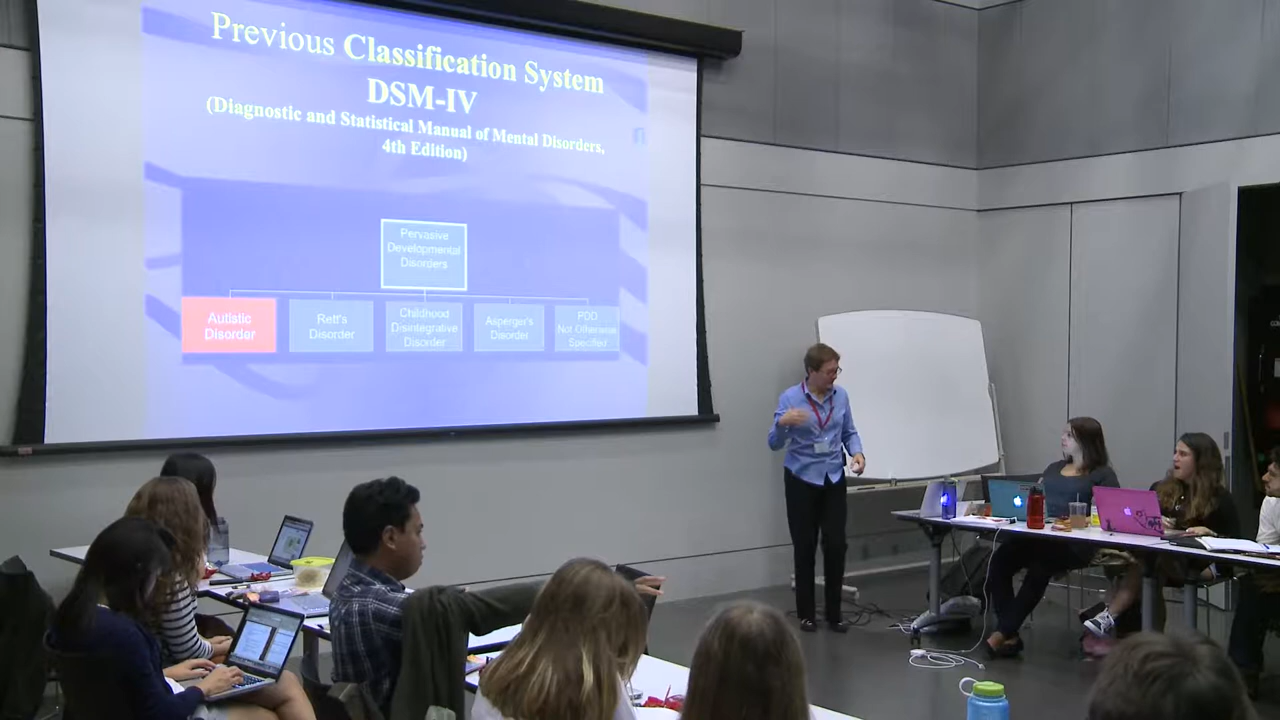 Previous Classification System
DSM-IV
(Diagnostic and Statistical Manual of Mental Disorders,
4th Edition)
Pervasive
Developmental
Disorders
Autistic
Disorder
Rett's
Disorder
Childhood
Disintegrative
Disorder
Asperger's
Disorder
PDD
Not Otherwise
Specified